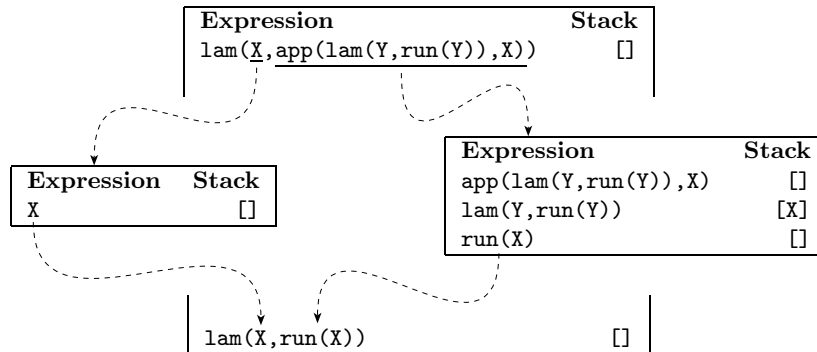 Expression Stack
lam(X,app(lam(Y,run(Y)),X)) []
Expression Stack
X []
Expression Stack
app(lam(Y,run(Y)),X) []
lam(Y,run(Y)) [X]
run(X) []
lam(X,run(X)) []